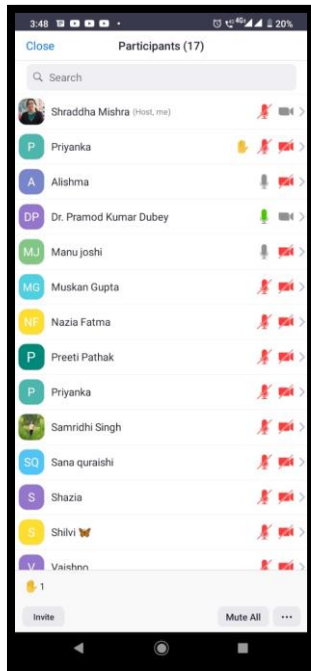 3:48 4G 20%
Close Participants (17)
Search
Shraddha Mishra (Host, me)
P Priyanka
A Alishma
DP Dr. Pramod Kumar Dubey
MJ Manu joshi
MG Muskan Gupta
NF Nazia Fatma
P Preeti Pathak
P Priyanka
Samridhi Singh
SQ Sana quraishi
S Shazia
S Shilvi 🦋
V Vaishno
✋ 1
Invite Mute All ...